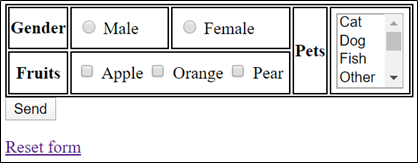 Gender Male Female
Fruits Apple Orange Pear
Pets
Cat
Dog
Fish
Other
Send
Reset form